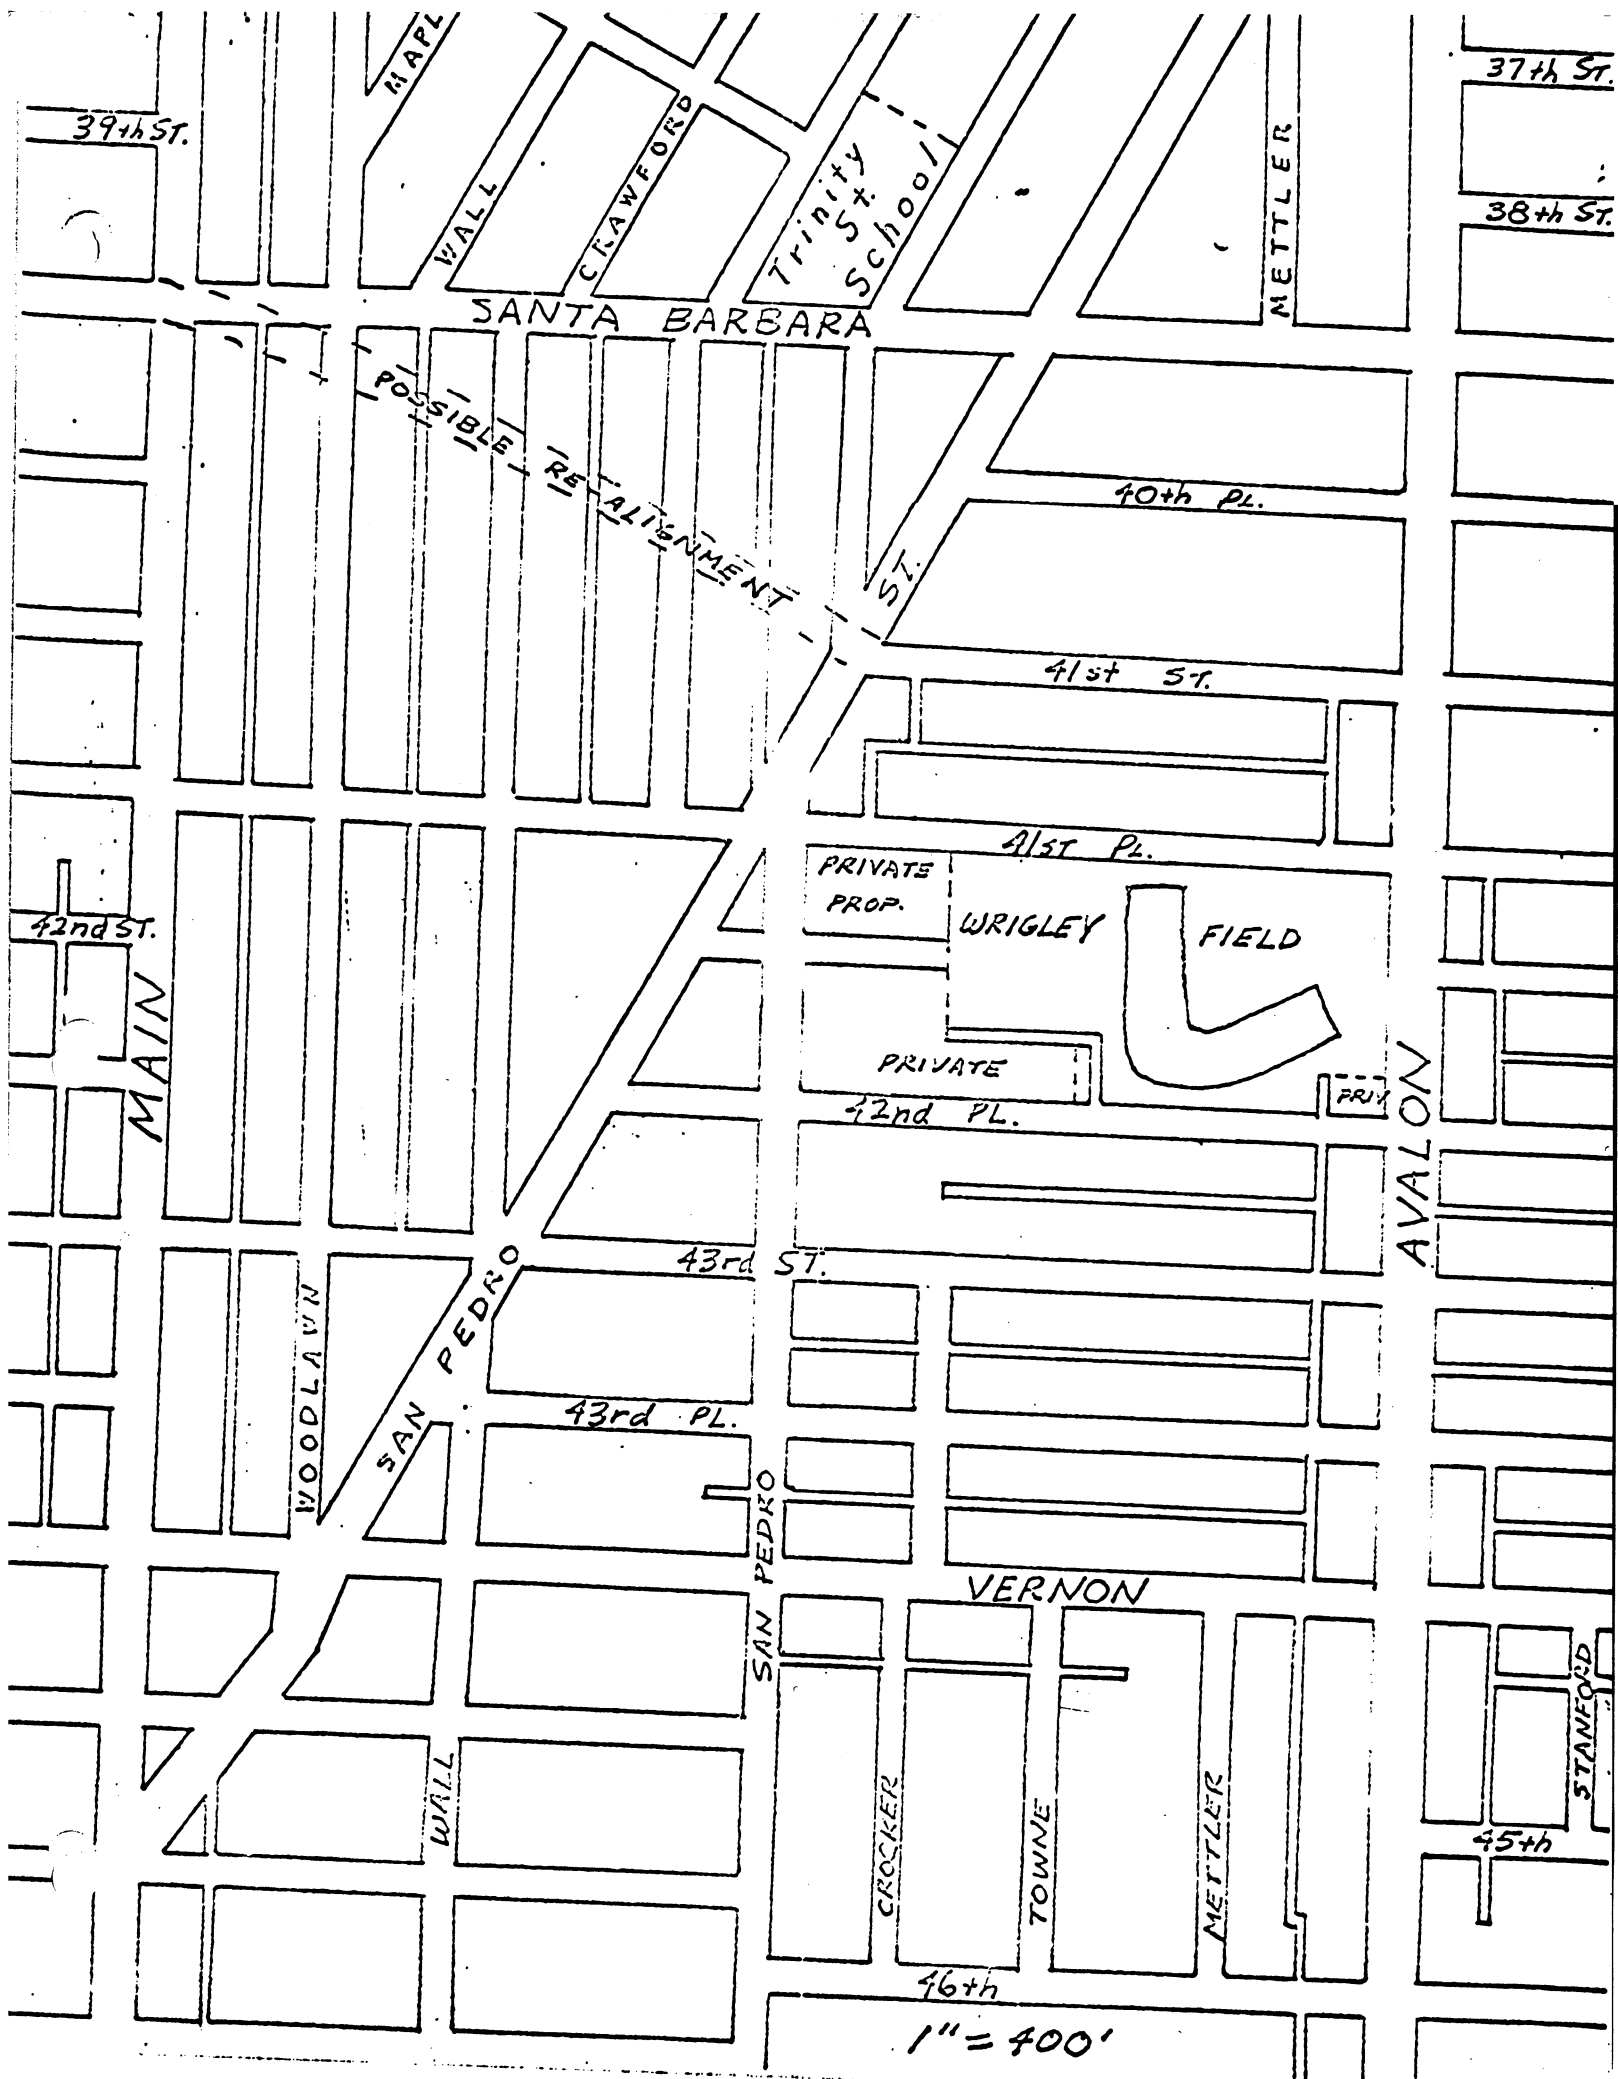 MAPL
37th ST.
39th ST.
METTLER
CRAWFORD
WALL
Trinity
St.
School
38th ST.
SANTA BARBARA
POSSIBLE RE-ALIGNMENT
40th PL.
ST.
41st ST.
41ST PL.
PRIVATE
PROP.
WRIGLEY FIELD
42nd ST.
MAIN
PRIVATE
PRIV.
42nd PL.
AVALON
43rd ST.
SAN PEDRO
WOODLAWN
43rd PL.
SAN PEDRO
VERNON
STANFORD
WALL
CROCKER
TOWNE
METTLER
45th
46th
1" = 400'